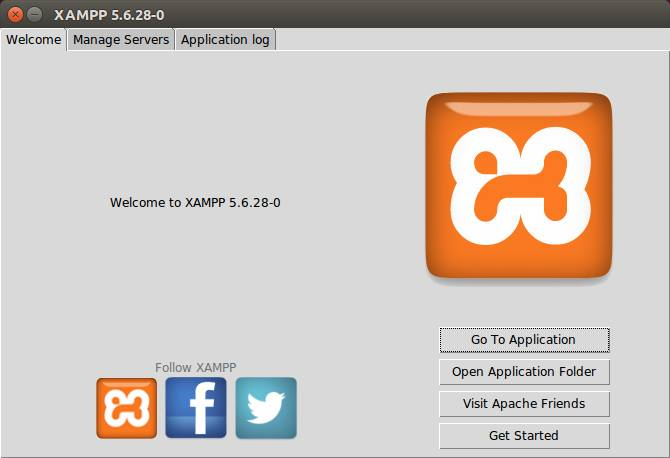 XAMPP 5.6.28-0
Welcome
Manage Servers
Application log
Welcome to XAMPP 5.6.28-0
Go To Application
Open Application Folder
Visit Apache Friends
Get Started
Follow XAMPP
f